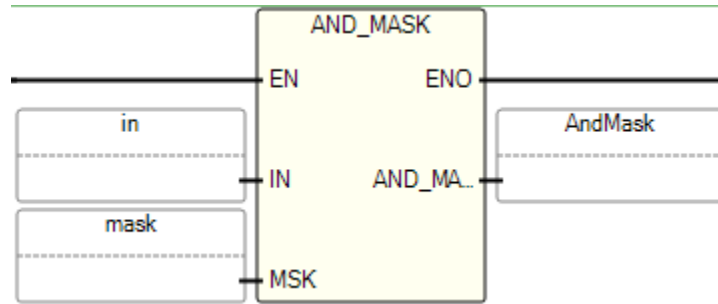 AND_MASK
EN ENO
in AndMask
IN AND_MA...
mask
MSK